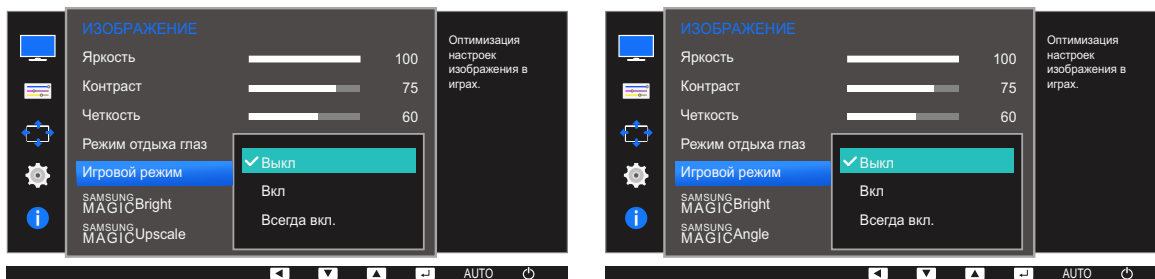 ИЗОБРАЖЕНИЕ
Яркость 100
Контраст 75
Четкость 60
Режим отдыха глаз
Игровой режим
SAMSUNG
MAGICBright
SAMSUNG
MAGICUpscale
Выкл
Вкл
Всегда вкл.
Оптимизация
настроек
изображения в
играх.
AUTO
ИЗОБРАЖЕНИЕ
Яркость 100
Контраст 75
Четкость 60
Режим отдыха глаз
Игровой режим
SAMSUNG
MAGICBright
SAMSUNG
MAGICAngle
Выкл
Вкл
Всегда вкл.
Оптимизация
настроек
изображения в
играх.
AUTO